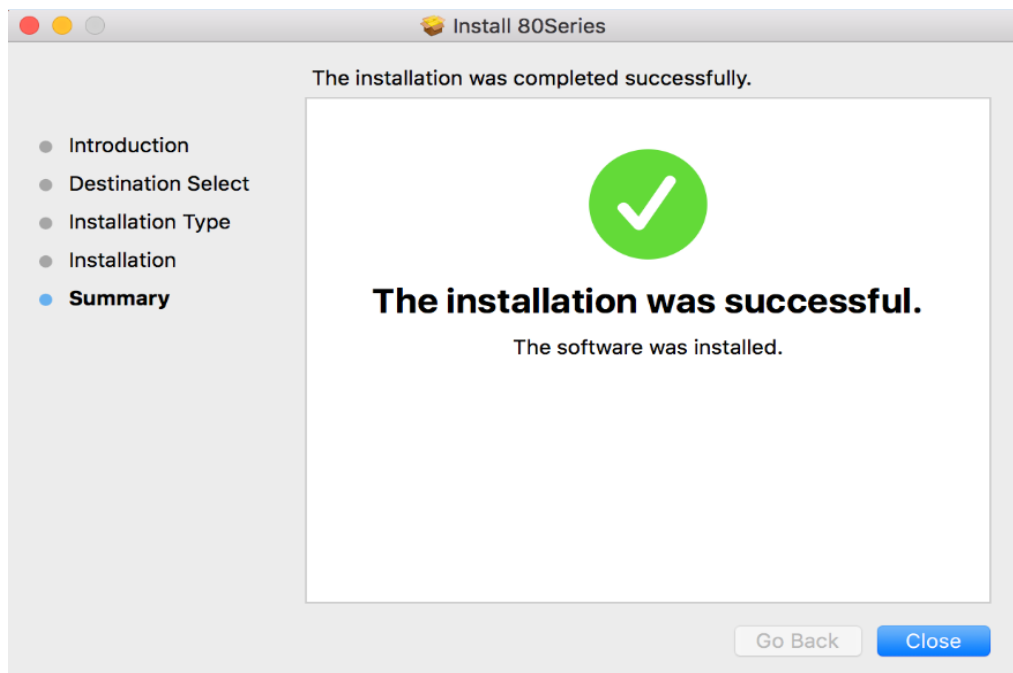 Install 80Series
The installation was completed successfully.
Introduction
Destination Select
Installation Type
Installation
Summary
The installation was successful.
The software was installed.
Go Back
Close